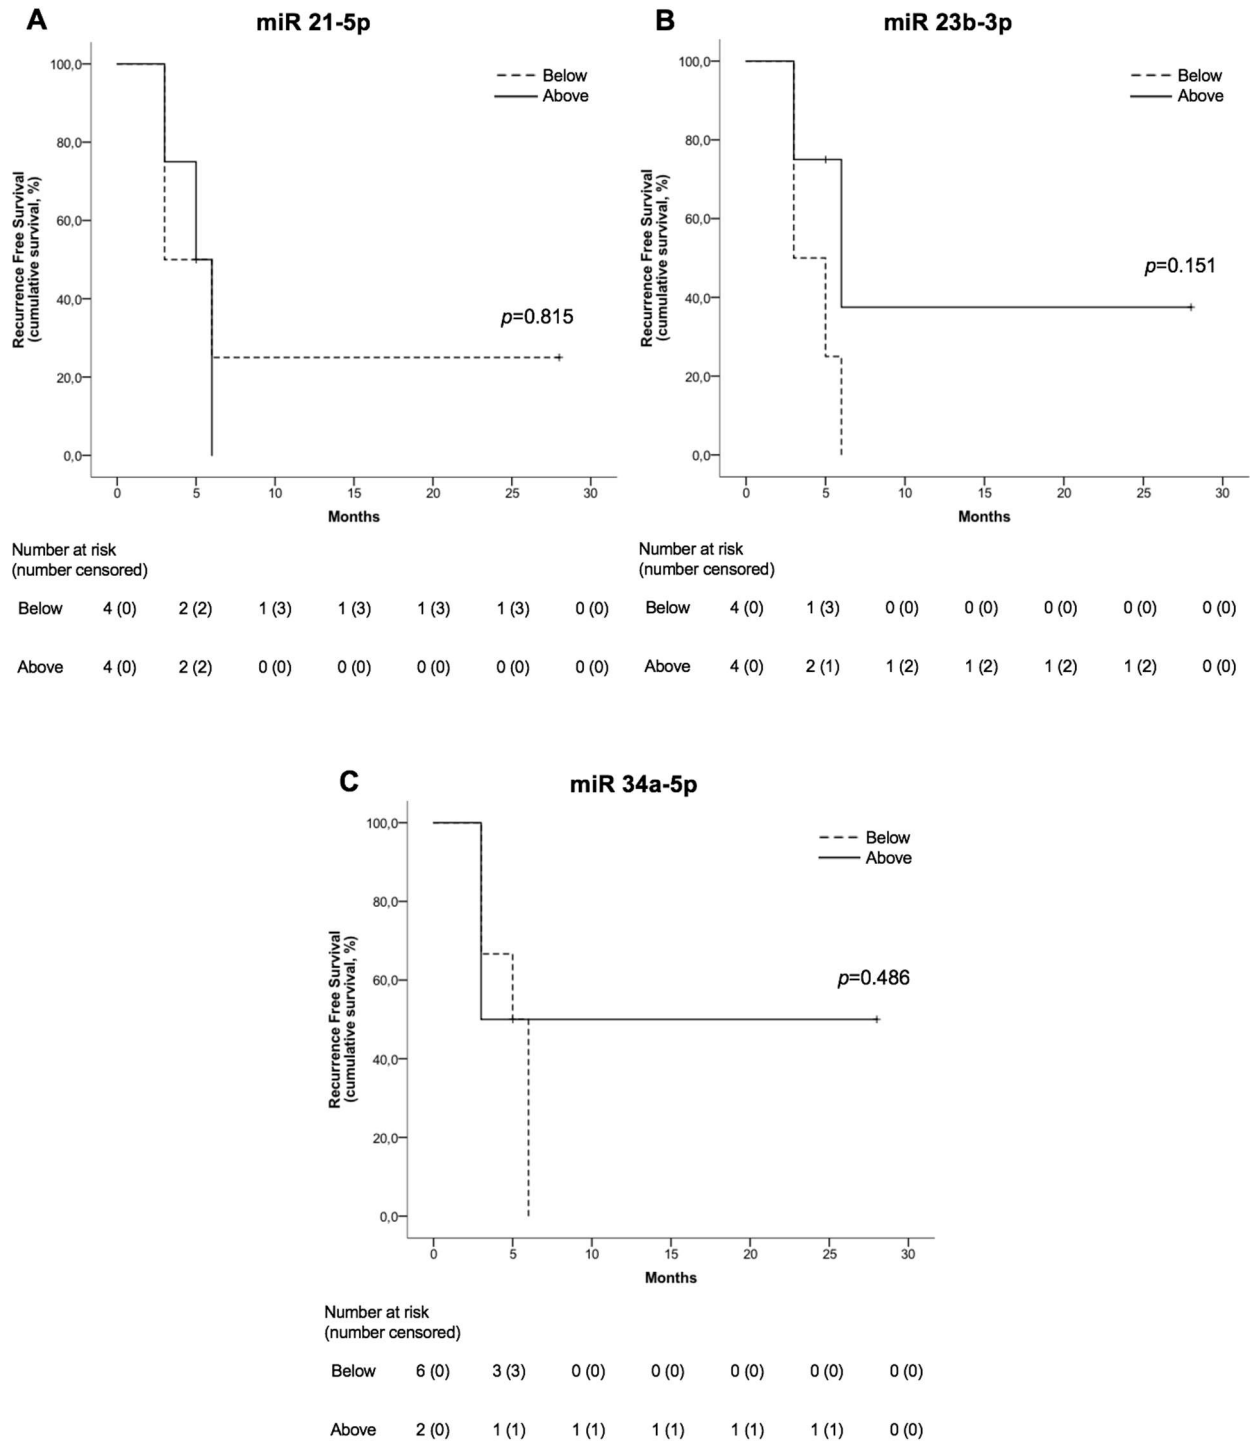 A
miR 21-5p
Below
Above
100,0
80,0
60,0
40,0
20,0
0,0
Recurrence Free Survival
(cumulative survival, %)
p=0.815
0 5 10 15 20 25 30
Months
Number at risk
(number censored)
Below 4 (0) 2 (2) 1 (3) 1 (3) 1 (3) 1 (3) 0 (0)
Above 4 (0) 2 (2) 0 (0) 0 (0) 0 (0) 0 (0) 0 (0)
B
miR 23b-3p
Below
Above
100,0
80,0
60,0
40,0
20,0
0,0
Recurrence Free Survival
(cumulative survival, %)
p=0.151
0 5 10 15 20 25 30
Months
Number at risk
(number censored)
Below 4 (0) 1 (3) 0 (0) 0 (0) 0 (0) 0 (0) 0 (0)
Above 4 (0) 2 (1) 1 (2) 1 (2) 1 (2) 1 (2) 0 (0)
C
miR 34a-5p
Below
Above
100,0
80,0
60,0
40,0
20,0
0,0
Recurrence Free Survival
(cumulative survival, %)
p=0.486
0 5 10 15 20 25 30
Months
Number at risk
(number censored)
Below 6 (0) 3 (3) 0 (0) 0 (0) 0 (0) 0 (0) 0 (0)
Above 2 (0) 1 (1) 1 (1) 1 (1) 1 (1) 1 (1) 0 (0)